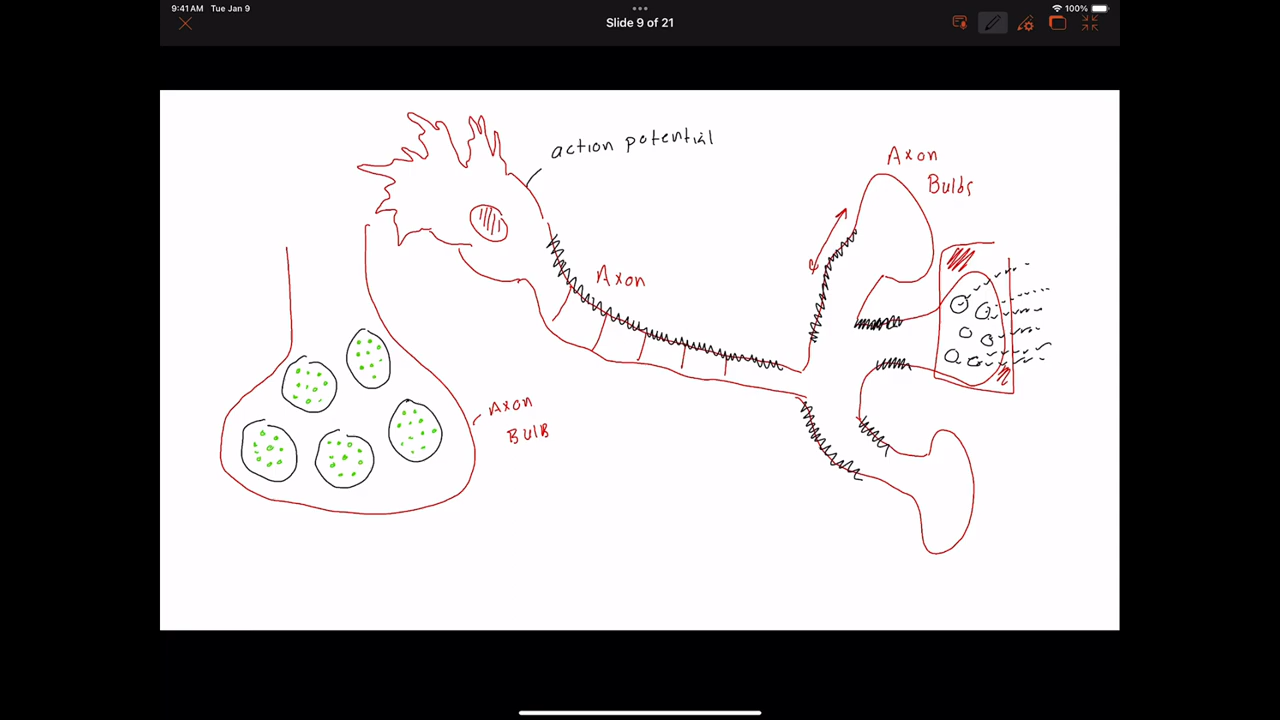 9:41 AM Tue Jan 9
100%
Slide 9 of 21
action potential
Axon
Bulbs
Axon
Axon
BULB